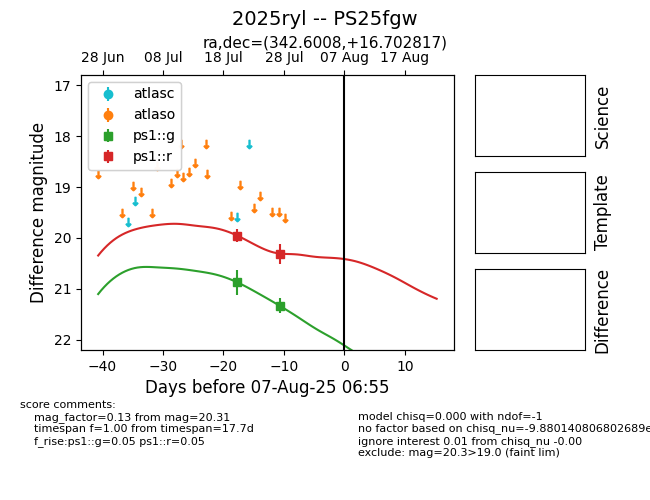 2025ryl -- PS25fgw
ra,dec=(342.6008,+16.702817)
28 Jun 08 Jul 18 Jul 28 Jul 07 Aug 17 Aug
17
18
19
20
21
22
Difference magnitude
atlasc
atlaso
ps1::g
ps1::r
−40 −30 −20 −10 0 10
Days before 07-Aug-25 06:55
Science
Template
Difference
score comments:
mag_factor=0.13 from mag=20.31
timespan f=1.00 from timespan=17.7d
f_rise:ps1::g=0.05 ps1::r=0.05
model chisq=0.000 with ndof=-1
no factor based on chisq_nu=-9.880140806802689e
ignore interest 0.01 from chisq_nu -0.00
exclude: mag=20.3>19.0 (faint lim)